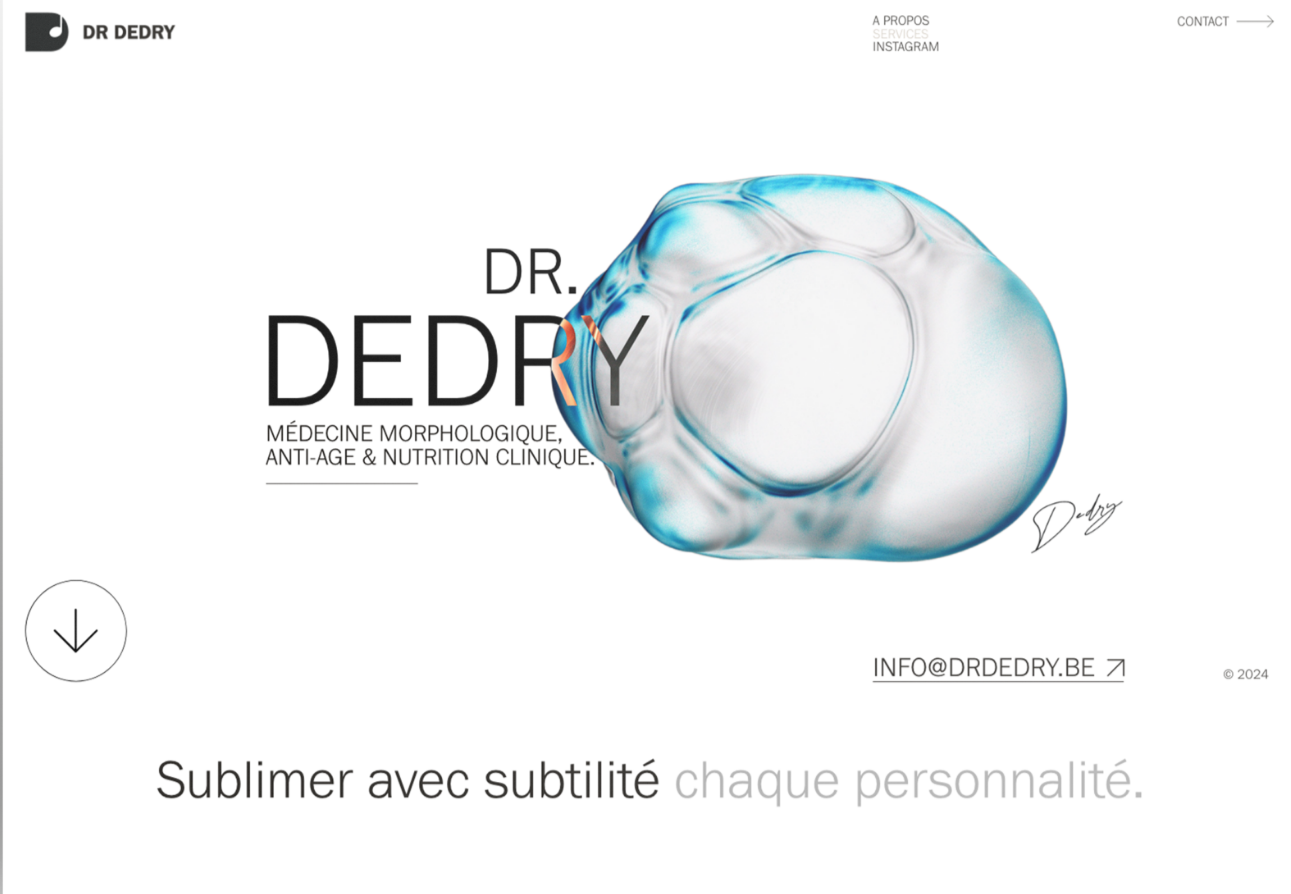 DR DEDRY
A PROPOS
SERVICES
INSTAGRAM
CONTACT
DR.
DEDRY
MÉDECINE MORPHOLOGIQUE,
ANTI-AGE & NUTRITION CLINIQUE.
Dedry
INFO@DRDEDRY.BE
© 2024
Sublimer avec subtilité chaque personnalité.